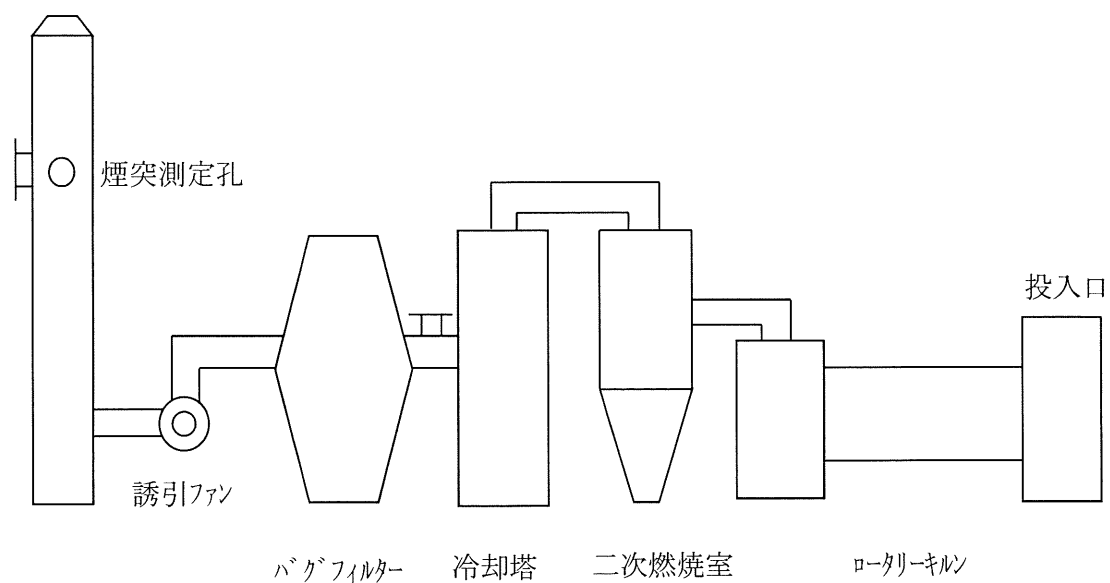 煙突測定孔
投入口
誘引ﾌｧﾝ
ﾊﾞｸﾞﾌｨﾙﾀｰ
冷却塔
二次燃焼室
ﾛｰﾀﾘｰｷﾙﾝ